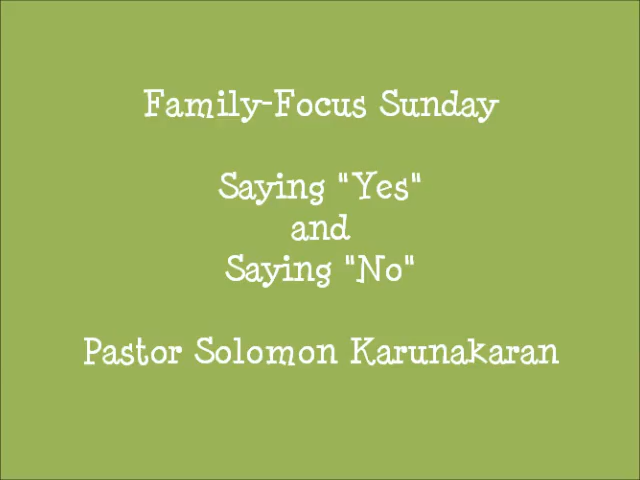 Family-Focus Sunday
Saying "Yes"
and
Saying "No"
Pastor Solomon Karunakaran